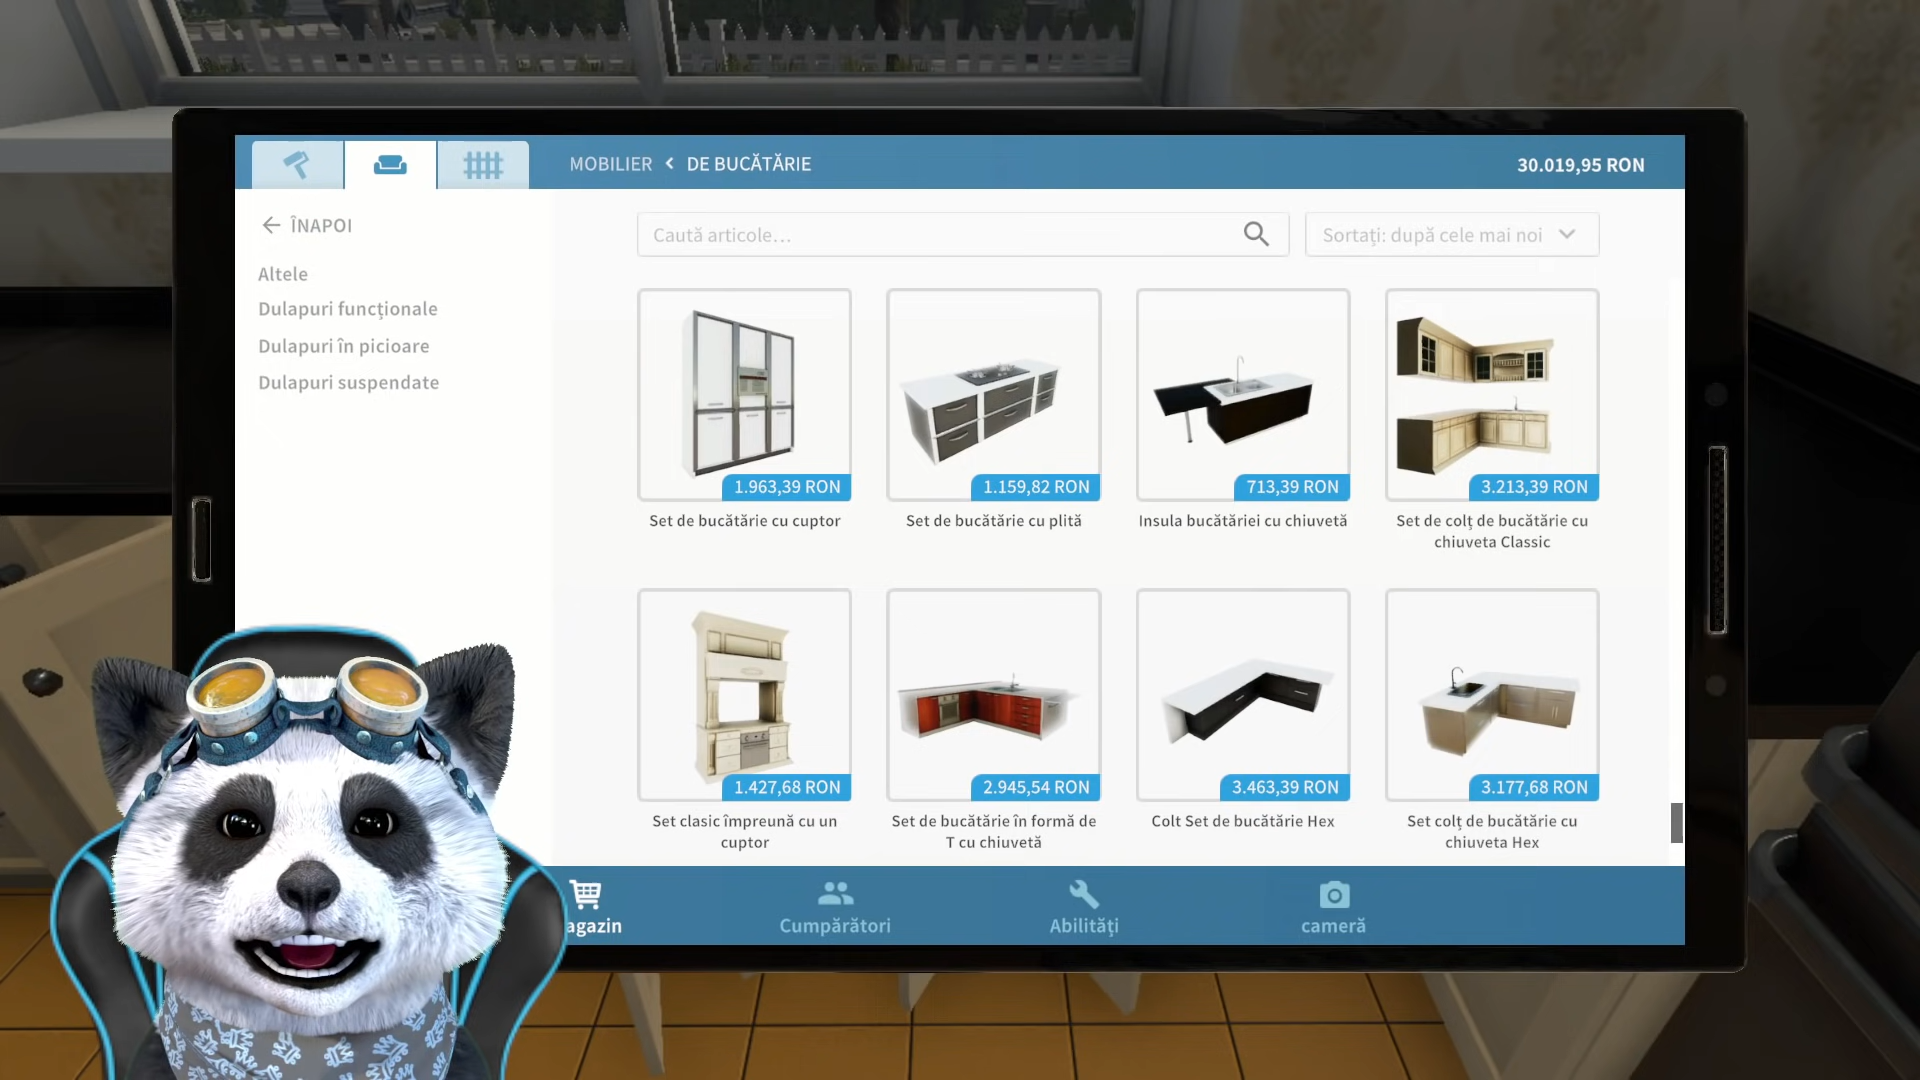 MOBILIER < DE BUCĂTĂRIE
30.019,95 RON
ÎNAPOI
Altele
Dulapuri funcționale
Dulapuri în picioare
Dulapuri suspendate
Caută articole...
Sortați: după cele mai noi
1.963,39 RON
Set de bucătărie cu cuptor
1.159,82 RON
Set de bucătărie cu plită
713,39 RON
Insula bucătăriei cu chiuvetă
3.213,39 RON
Set de colț de bucătărie cu
chiuveta Classic
1.427,68 RON
Set clasic împreună cu un
cuptor
2.945,54 RON
Set de bucătărie în formă de
T cu chiuvetă
3.463,39 RON
Colt Set de bucătărie Hex
3.177,68 RON
Set colț de bucătărie cu
chiuveta Hex
agazin
Cumpărători
Abilități
cameră